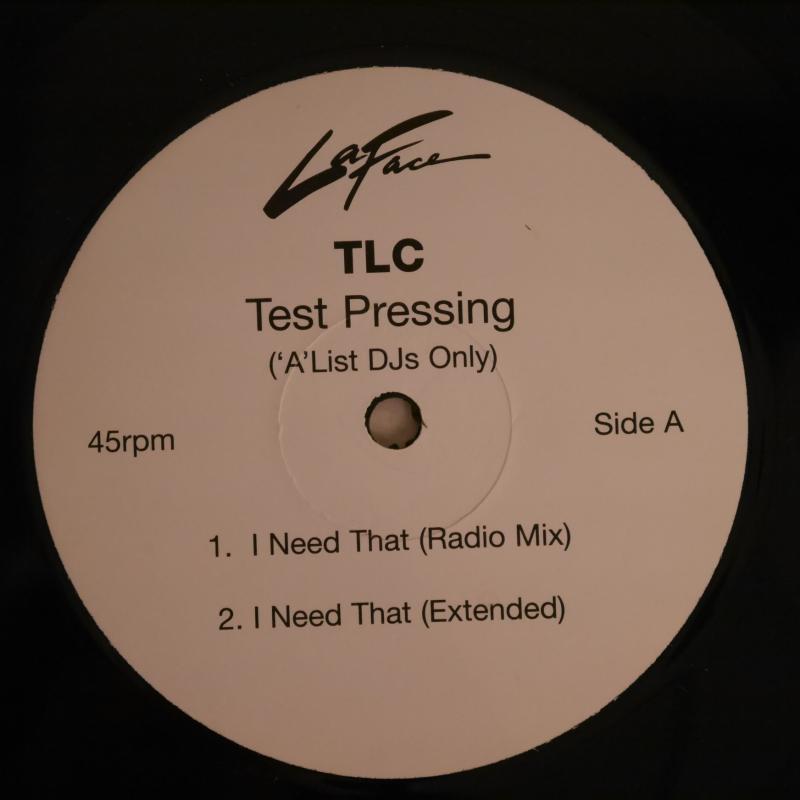 LaFace
TLC
Test Pressing
('A'List DJs Only)
45rpm
Side A
1. I Need That (Radio Mix)
2. I Need That (Extended)